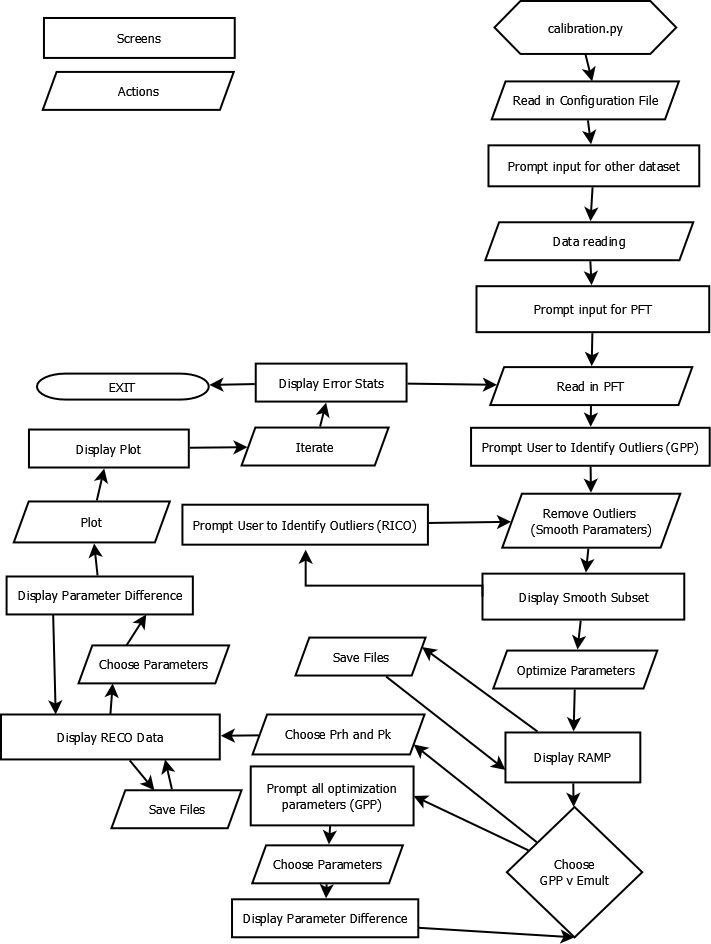 Screens
Actions
calibration.py
Read in Configuration File
Prompt input for other dataset
Data reading
Prompt input for PFT
Read in PFT
Display Error Stats
EXIT
Display Plot
Iterate
Prompt User to Identify Outliers (GPP)
Plot
Prompt User to Identify Outliers (RICO)
Remove Outliers
(Smooth Paramaters)
Display Parameter Difference
Display Smooth Subset
Choose Parameters
Save Files
Optimize Parameters
Display RECO Data
Choose Prh and Pk
Display RAMP
Save Files
Prompt all optimization
parameters (GPP)
Choose Parameters
Choose
GPP v Emult
Display Parameter Difference